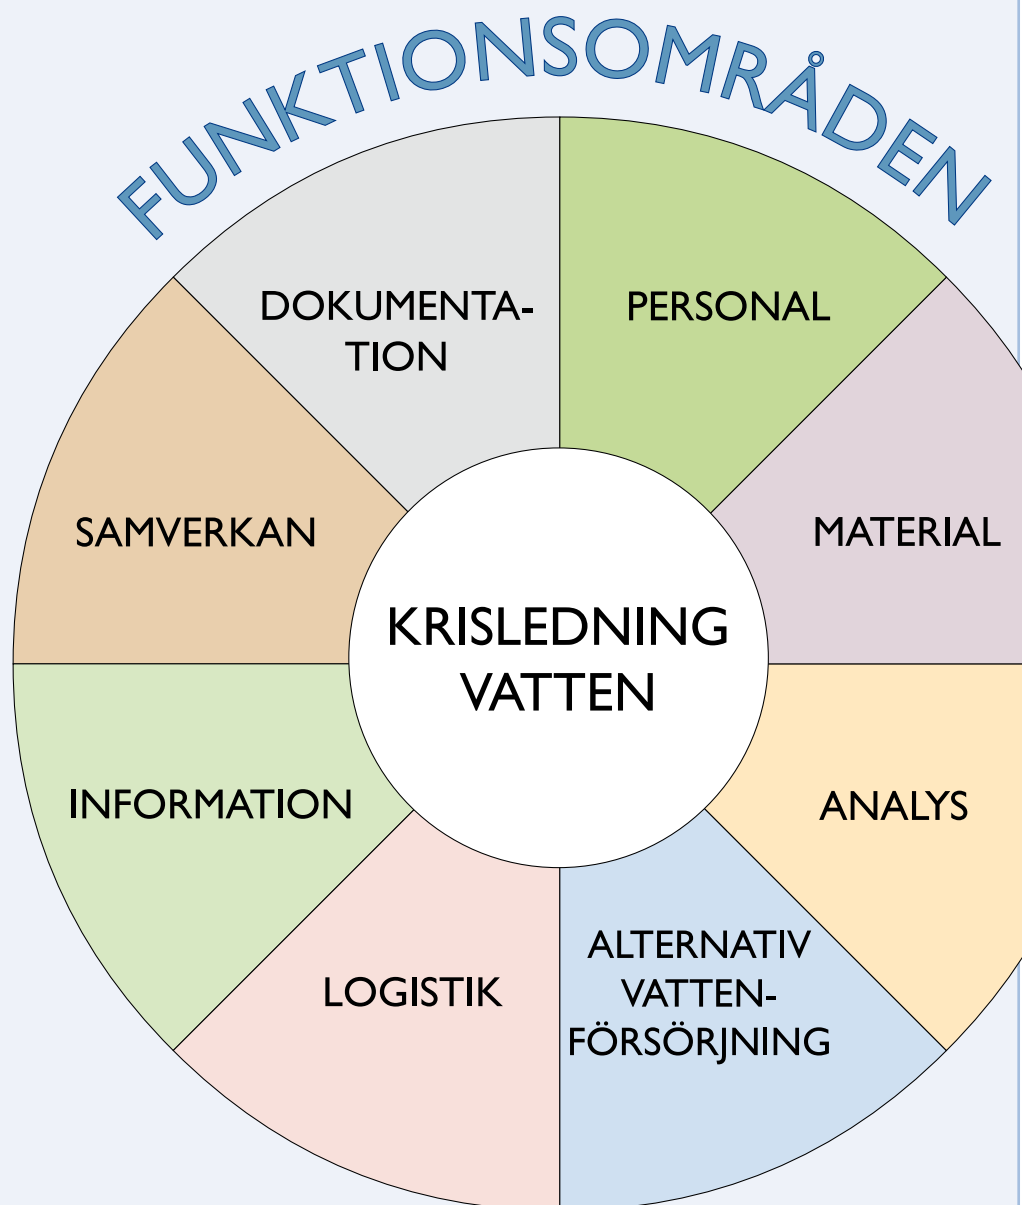 FUNKTIONSOMRÅDEN
DOKUMENTA-
TION
PERSONAL
SAMVERKAN
MATERIAL
KRISLEDNING
VATTEN
INFORMATION
ANALYS
LOGISTIK
ALTERNATIV
VATTEN-
FÖRSÖRJNING